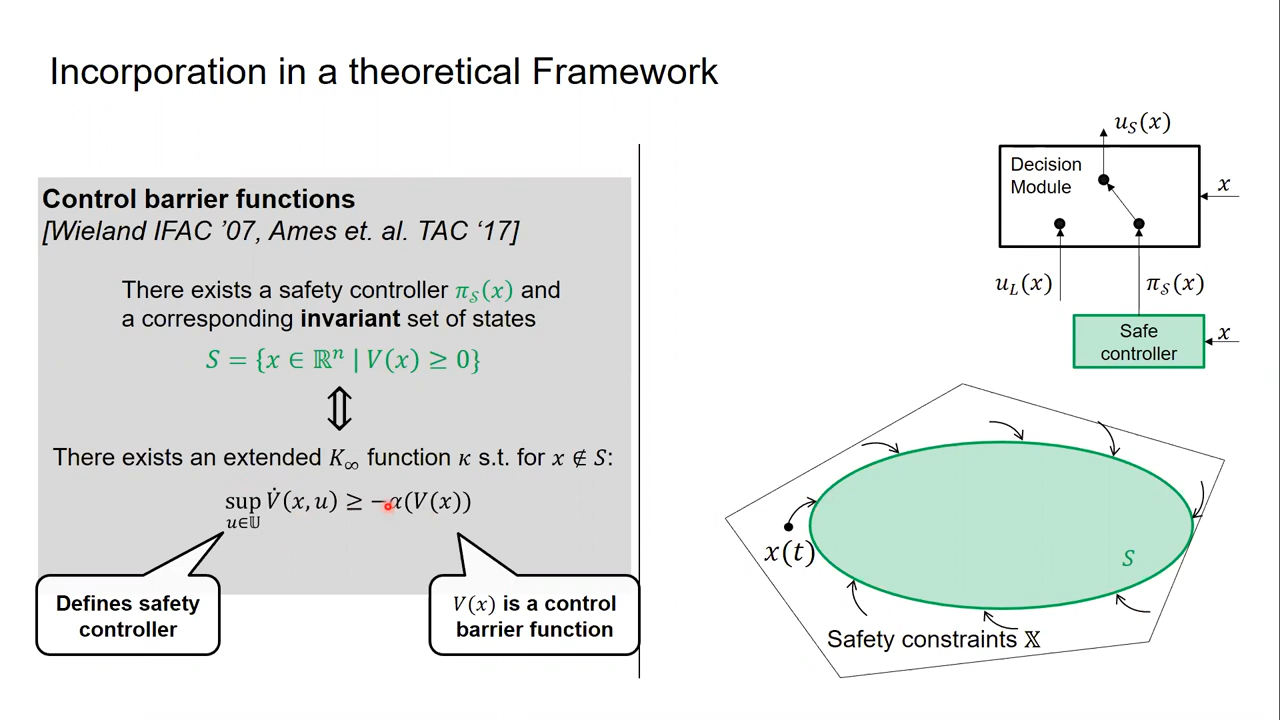 Incorporation in a theoretical Framework
Control barrier functions
[Wieland IFAC '07, Ames et. al. TAC '17]
There exists a safety controller π_𝒮(x) and
a corresponding invariant set of states
S = {x ∈ ℝⁿ | V(x) ≥ 0}
⇕
There exists an extended K_∞ function κ s.t. for x ∉ S:
sup V̇(x, u) ≥ −α(V(x))
u∈𝕌
Defines safety
controller
V(x) is a control
barrier function
u_S(x)
Decision
Module
x
u_L(x)
π_𝒮(x)
Safe
controller
x
x(t)
S
Safety constraints 𝕏